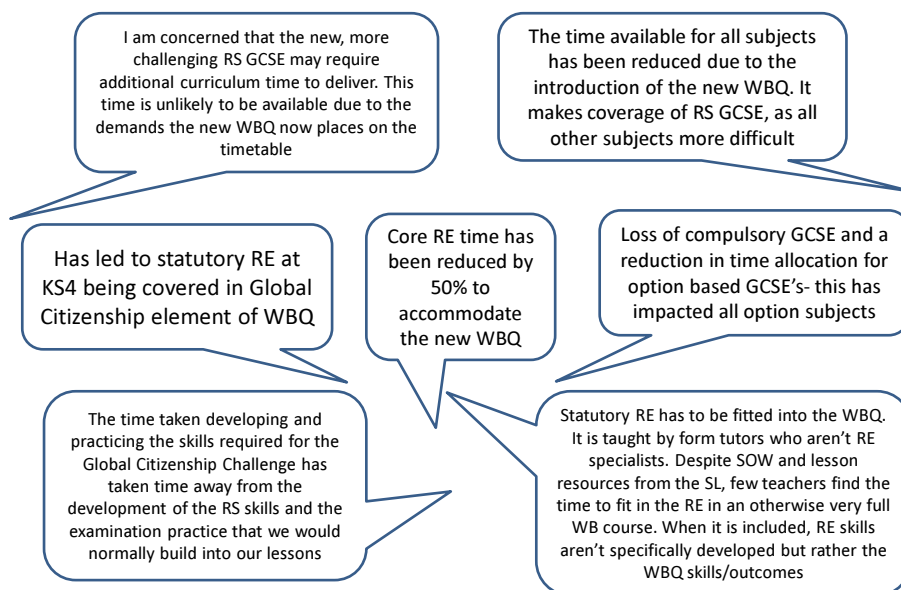 I am concerned that the new, more
challenging RS GCSE may require
additional curriculum time to deliver. This
time is unlikely to be available due to the
demands the new WBQ now places on the
timetable
The time available for all subjects
has been reduced due to the
introduction of the new WBQ. It
makes coverage of RS GCSE, as all
other subjects more difficult
Has led to statutory RE at
KS4 being covered in Global
Citizenship element of WBQ
Core RE time has
been reduced by
50% to
accommodate
the new WBQ
Loss of compulsory GCSE and a
reduction in time allocation for
option based GCSE's- this has
impacted all option subjects
The time taken developing and
practicing the skills required for the
Global Citizenship Challenge has
taken time away from the
development of the RS skills and the
examination practice that we would
normally build into our lessons
Statutory RE has to be fitted into the WBQ.
It is taught by form tutors who aren't RE
specialists. Despite SOW and lesson
resources from the SL, few teachers find the
time to fit in the RE in an otherwise very full
WB course. When it is included, RE skills
aren't specifically developed but rather the
WBQ skills/outcomes